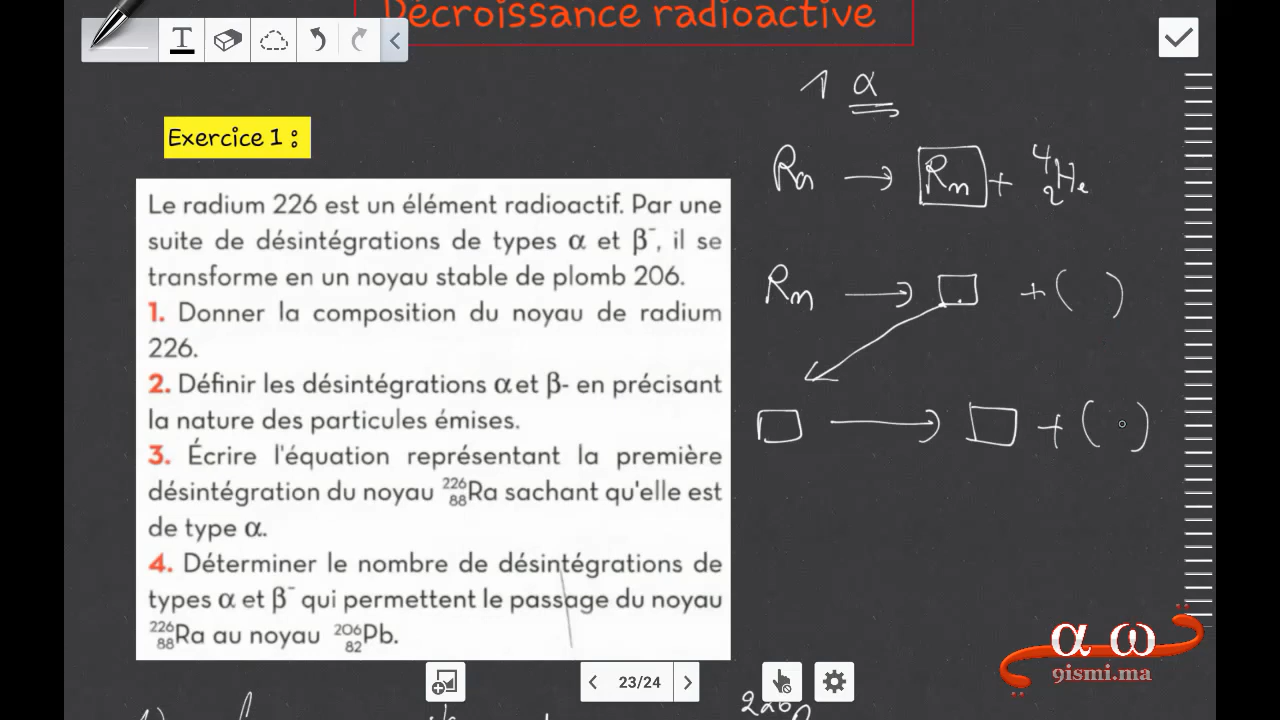 Décroissance radioactive
T
Exercice 1 :
Le radium 226 est un élément radioactif. Par une
suite de désintégrations de types α et β⁻, il se
transforme en un noyau stable de plomb 206.
1. Donner la composition du noyau de radium
226.
2. Définir les désintégrations α et β- en précisant
la nature des particules émises.
3. Écrire l'équation représentant la première
désintégration du noyau ²²⁶₈₈Ra sachant qu'elle est
de type α.
4. Déterminer le nombre de désintégrations de
types α et β⁻ qui permettent le passage du noyau
²²⁶₈₈Ra au noyau ²⁰⁶₈₂Pb.
1 α
Ra → Rn + ⁴₂He
Rn → □ + ( )
□ → □ + ( )
23/24
α ω
9ismi.ma